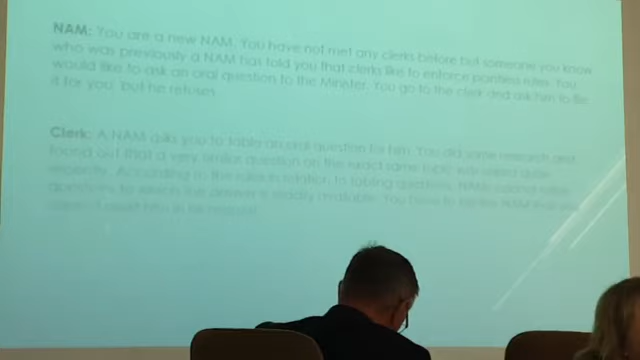 NAM: You are a new NAM. You have not met any clerks before but someone you know
who was previously a NAM has told you that clerks like to enforce pointless rules. You
would like to ask an oral question to the Minister. You go to the clerk and ask him to file
it for you, but he refuses.
Clerk: A NAM asks you to table an oral question for him. You did some research and
found out that a very similar question on the exact same topic was asked quite
recently. According to the rules in relation to tabling questions, NAMs cannot table
questions to which the answer is readily available. You have to